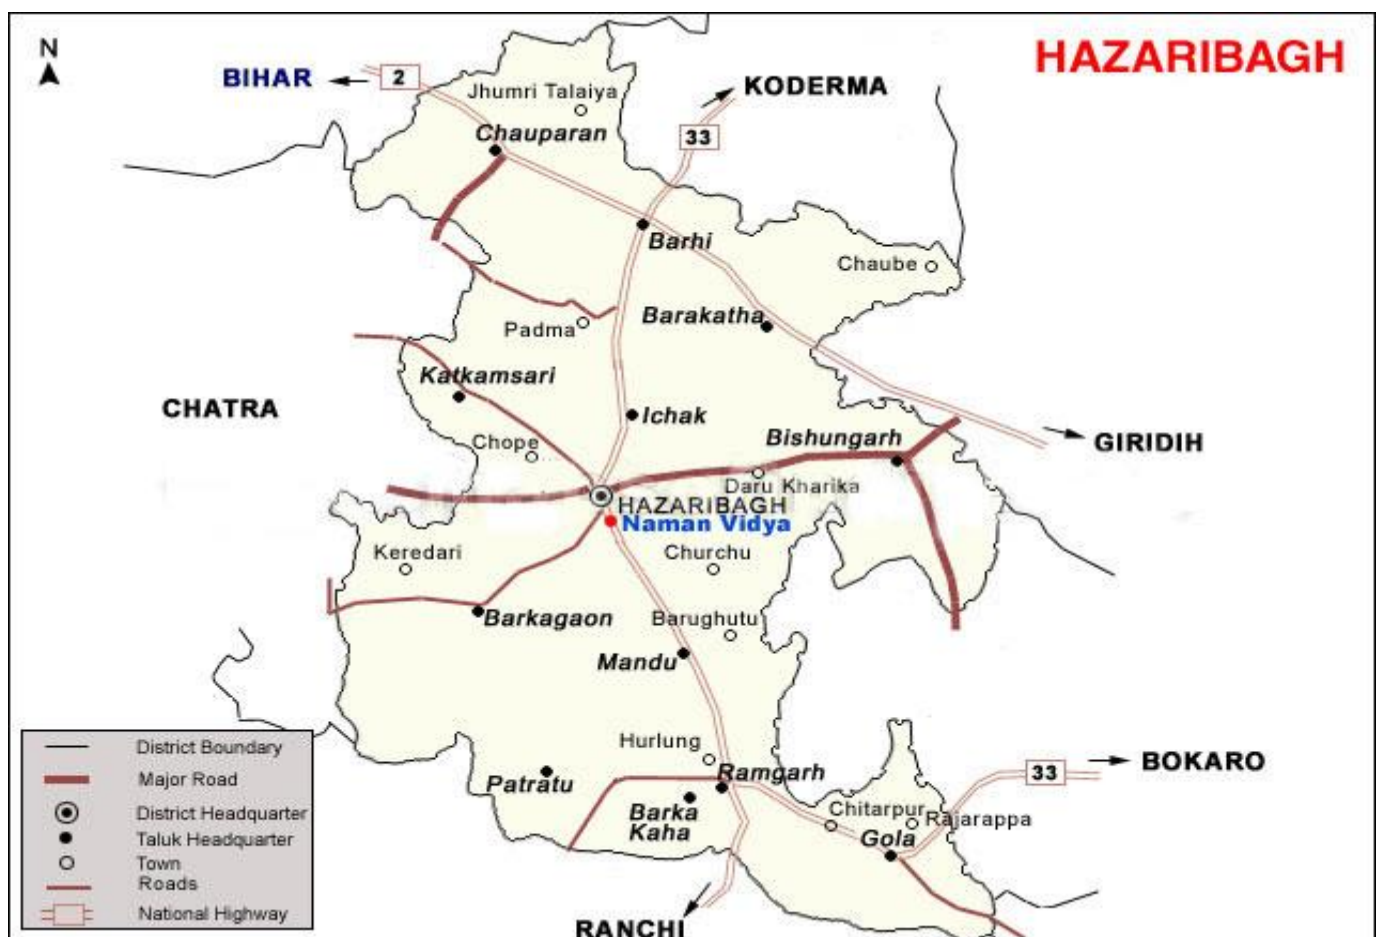 N
HAZARIBAGH
BIHAR
2
KODERMA
Jhumri Talaiya
Chauparan
33
Barhi
Chaube
Barakatha
Padma
Katkamsari
CHATRA
Ichak
Chope
Bishungarh
GIRIDIH
Daru Kharika
HAZARIBAGH
Naman Vidya
Keredari
Churchu
Barkagaon
Barughutu
Mandu
Hurlung
Patratu
Ramgarh
Barka
Kaha
33
BOKARO
Chitarpur
Rajarappa
Gola
RANCHI
District Boundary
Major Road
District Headquarter
Taluk Headquarter
Town
Roads
National Highway